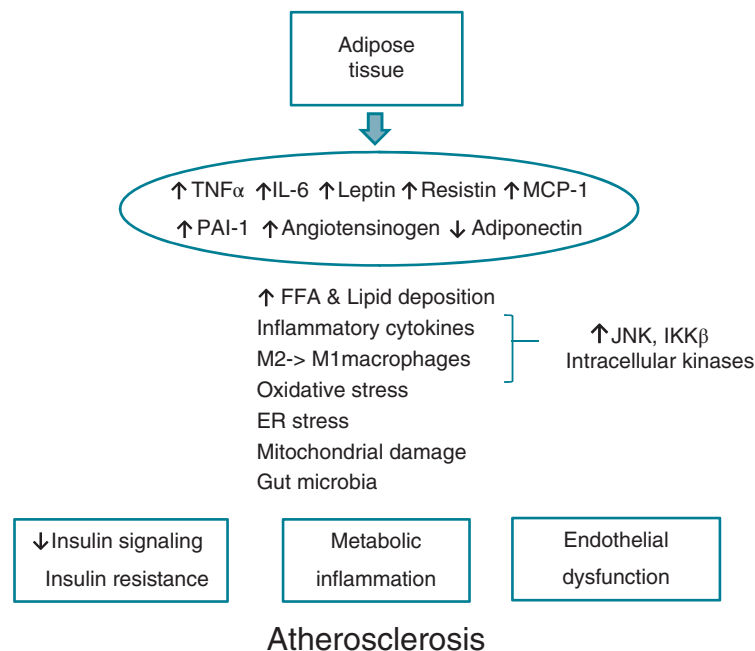 Adipose
tissue
↑TNFα ↑IL-6 ↑Leptin ↑Resistin ↑MCP-1
↑PAI-1 ↑Angiotensinogen ↓ Adiponectin
↑ FFA & Lipid deposition
Inflammatory cytokines
M2-> M1macrophages
Oxidative stress
ER stress
Mitochondrial damage
Gut microbia
↑JNK, IKKβ
Intracellular kinases
↓Insulin signaling
Insulin resistance
Metabolic
inflammation
Endothelial
dysfunction
Atherosclerosis